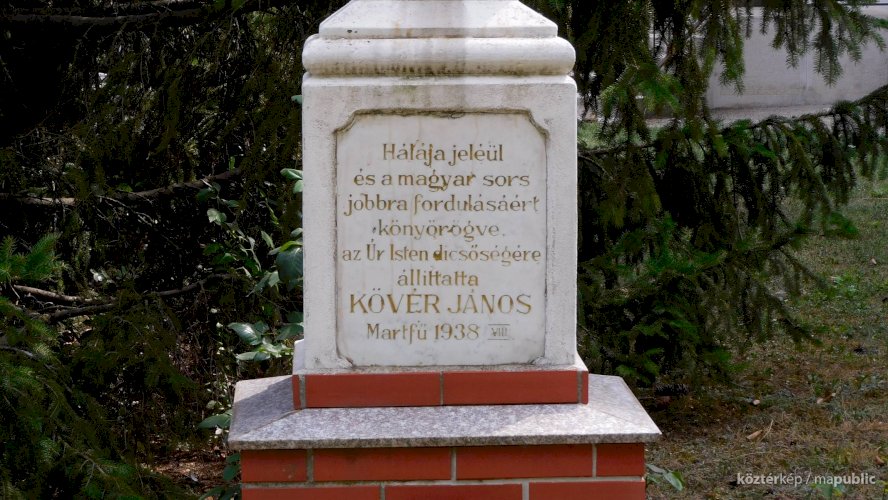 Hálája jeléül
és a magyar sors
jobbra fordulásáért
könyörögve
az Úr Isten dicsőségére
állíttatta
KÖVÉR JÁNOS
Martfű 1938 VIII
köztérkép / mapublic